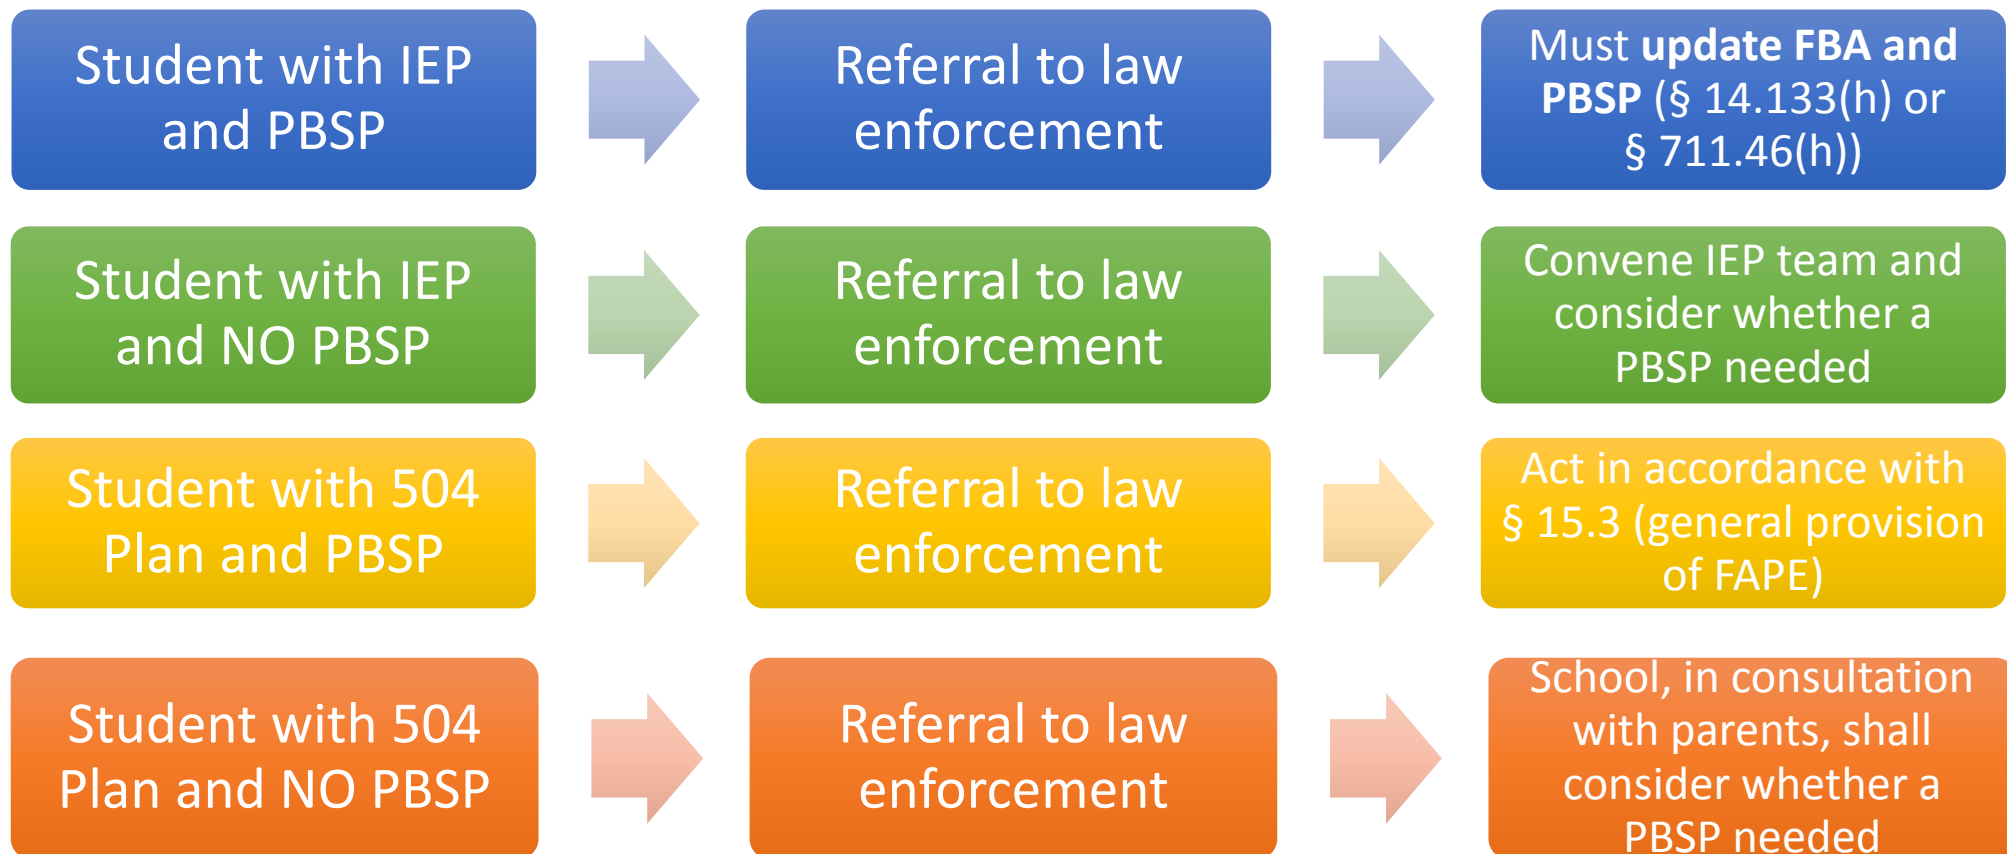 Student with IEP
and PBSP
Referral to law
enforcement
Must update FBA and
PBSP (§ 14.133(h) or
§ 711.46(h))
Student with IEP
and NO PBSP
Referral to law
enforcement
Convene IEP team and
consider whether a
PBSP needed
Student with 504
Plan and PBSP
Referral to law
enforcement
Act in accordance with
§ 15.3 (general provision
of FAPE)
Student with 504
Plan and NO PBSP
Referral to law
enforcement
School, in consultation
with parents, shall
consider whether a
PBSP needed